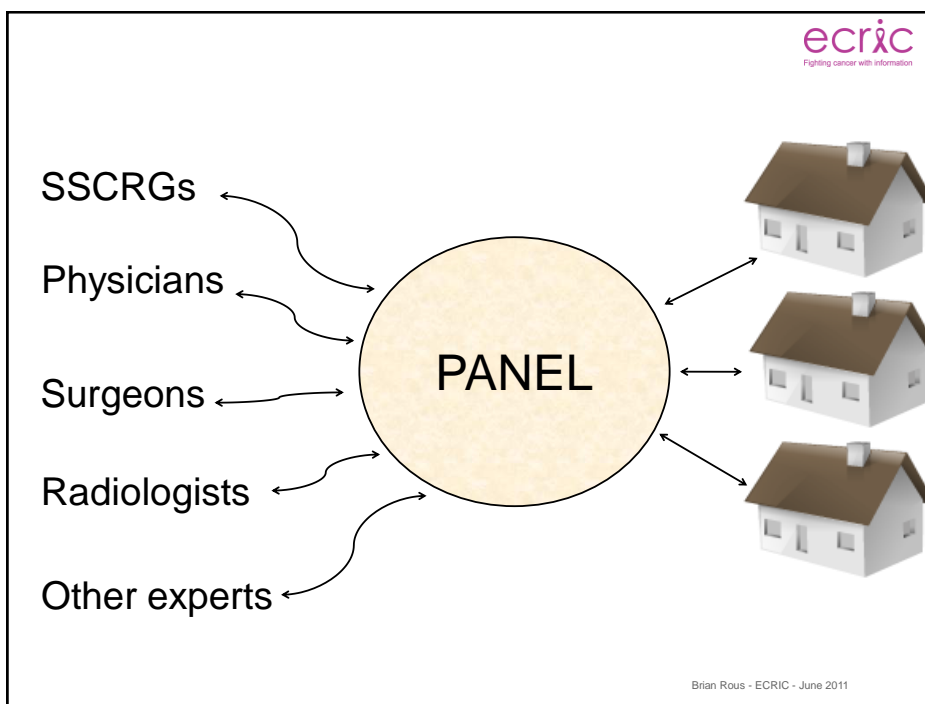 ecric
Fighting cancer with information
SSCRGs
Physicians
Surgeons
Radiologists
Other experts
PANEL
Brian Rous - ECRIC - June 2011